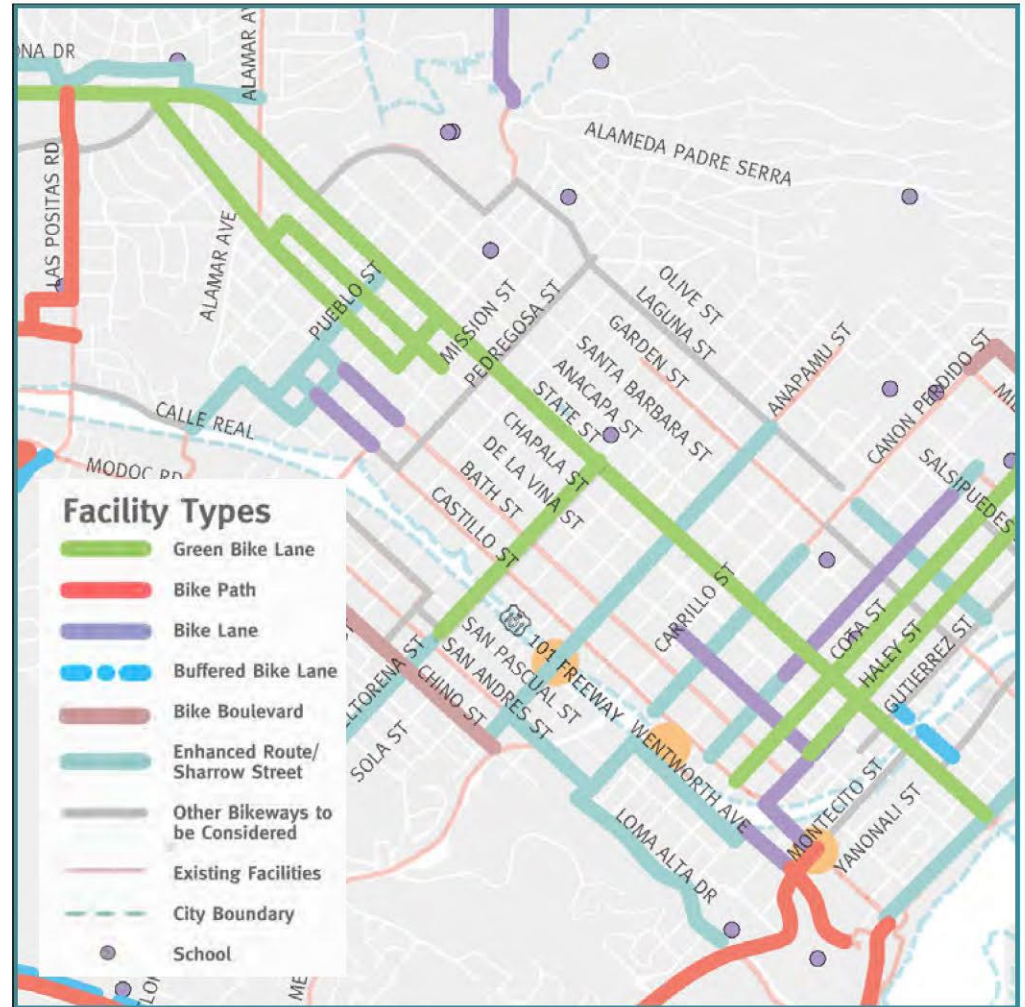 ALAMAR AV
ALAMEDA PADRE SERRA
LAS POSITAS RD
ALAMAR AVE
PUEBLO ST
MISSION ST
PEDREGOSA ST
OLIVE ST
LAGUNA ST
GARDEN ST
SANTA BARBARA ST
ANACAPA ST
STATE ST
CHAPALA ST
DE LA VINA ST
BATH ST
CASTILLO ST
ANAPAMU ST
CANON PERDIDO ST
SALSIPUEDES
CALLE REAL
MODOC RD
CARRILLO ST
COTA ST
HALEY ST
GUTIERREZ ST
101
101 FREEWAY
SAN PASCUAL ST
SAN ANDRES ST
CHINO ST
SOLA ST
WENTWORTH AVE
MONTECITO ST
YANONALI ST
LOMA ALTA DR
Facility Types
Green Bike Lane
Bike Path
Bike Lane
Buffered Bike Lane
Bike Boulevard
Enhanced Route/
Sharrow Street
Other Bikeways to
be Considered
Existing Facilities
City Boundary
School